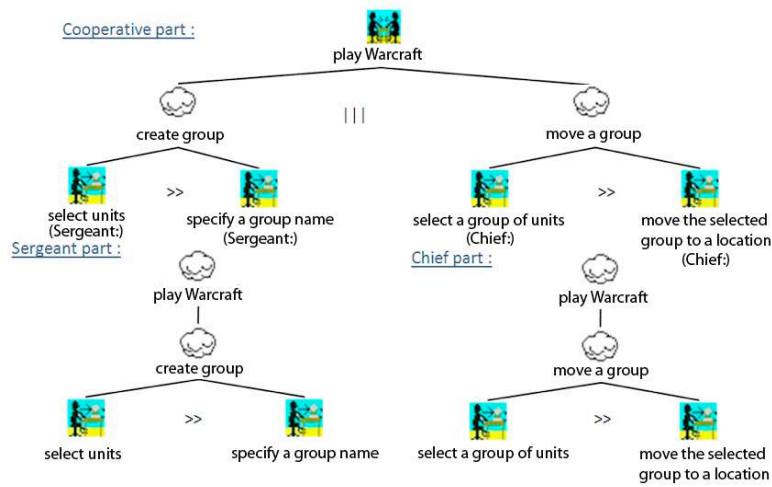 Cooperative part :
play Warcraft
create group
|||
move a group
select units
(Sergeant:)
>>
specify a group name
(Sergeant:)
select a group of units
(Chief:)
>>
move the selected
group to a location
(Chief:)
Sergeant part :
play Warcraft
create group
select units
>>
specify a group name
Chief part :
play Warcraft
move a group
select a group of units
>>
move the selected
group to a location